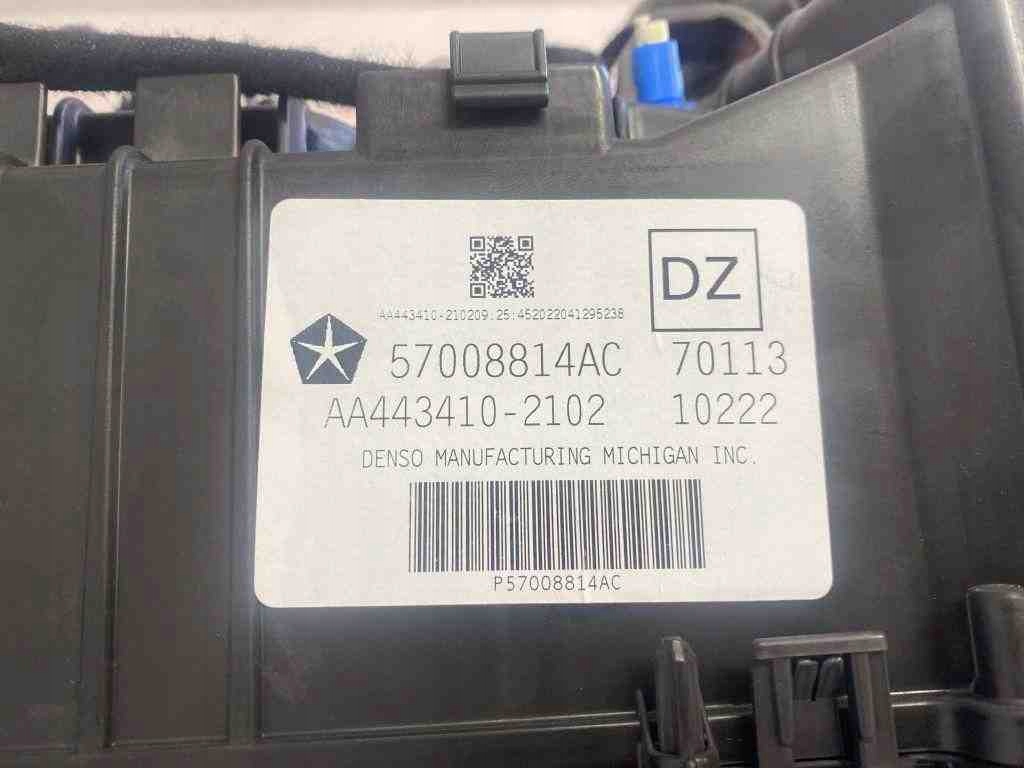 DZ
AA443410-210209:25:452022041295238
57008814AC 70113
AA443410-2102 10222
DENSO MANUFACTURING MICHIGAN INC.
P57008814AC